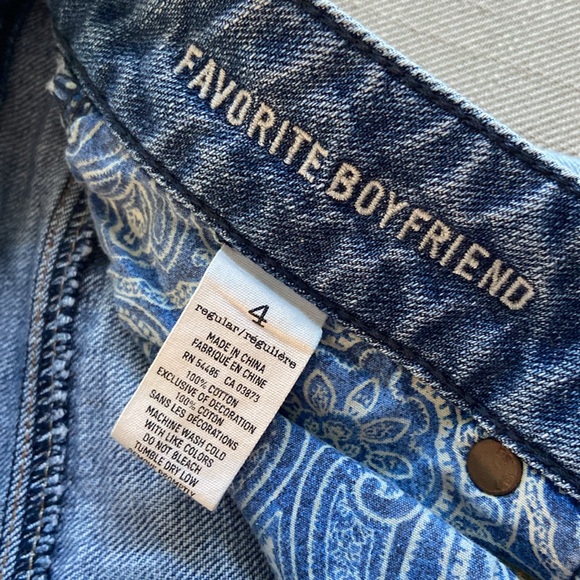 FAVORITE BOYFRIEND
4
regular/régulière
MADE IN CHINA
FABRIQUÉ EN CHINE
RN 54485 CA 03873
100% COTTON
EXCLUSIVE OF DECORATION
100% COTON
SANS LES DÉCORATIONS
MACHINE WASH COLD
WITH LIKE COLORS
DO NOT BLEACH
TUMBLE DRY LOW